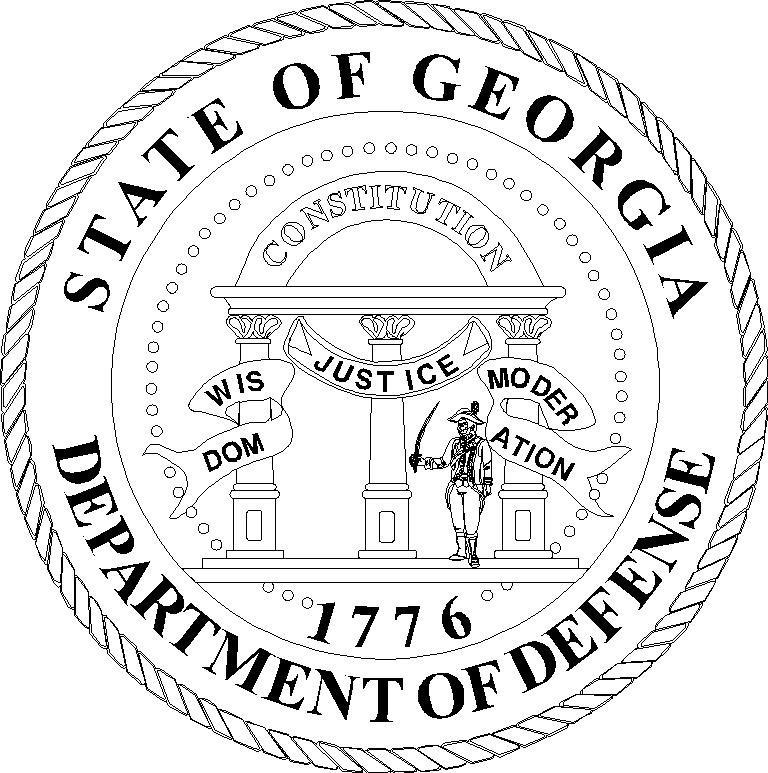 STATE OF GEORGIA
CONSTITUTION
WIS
DOM
JUSTICE
MODER
ATION
1776
DEPARTMENT OF DEFENSE